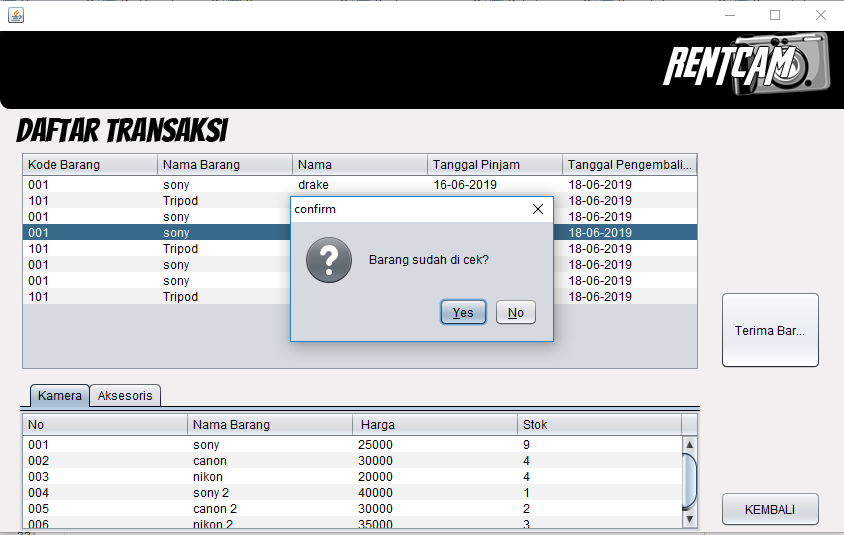 RENTCAM
DAFTAR TRANSAKSI
Kode Barang Nama Barang Nama Tanggal Pinjam Tanggal Pengembali...
001 sony drake 16-06-2019 18-06-2019
101 Tripod 18-06-2019
001 sony 18-06-2019
001 sony 18-06-2019
101 Tripod 18-06-2019
001 sony 18-06-2019
001 sony 18-06-2019
101 Tripod 18-06-2019
confirm
?
Barang sudah di cek?
Yes No
Terima Bar...
Kamera Aksesoris
No Nama Barang Harga Stok
001 sony 25000 9
002 canon 30000 4
003 nikon 20000 4
004 sony 2 40000 1
005 canon 2 30000 2
006 nikon 2 35000 3
KEMBALI